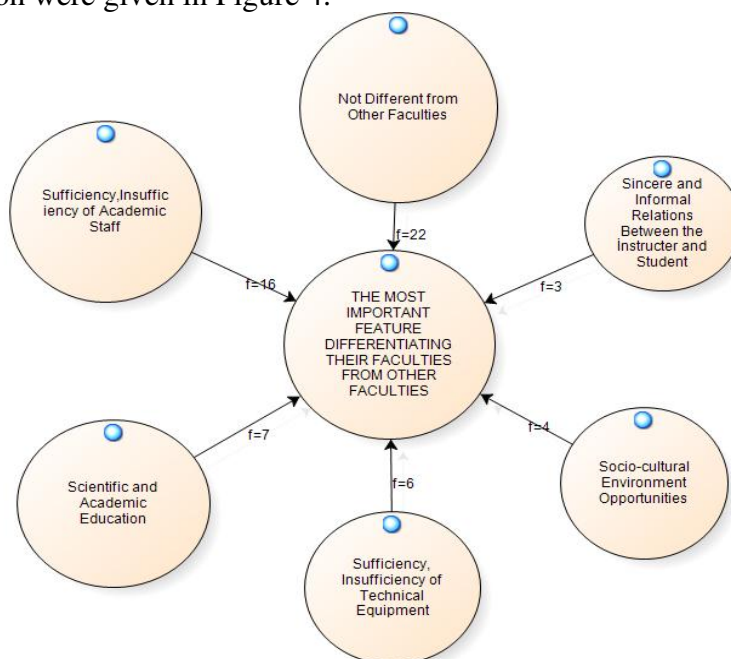 on were given in Figure 4.
Not Different from
Other Faculties
Sufficiency,Insuffic
iency of Academic
Staff
Sincere and
Informal
Relations
Between the
İnstructer and
Student
f=22
f=16
f=3
THE MOST
IMPORTANT
FEATURE
DIFFERENTIATING
THEIR FACULTIES
FROM OTHER
FACULTIES
f=7
f=4
f=6
Scientific and
Academic
Education
Socio-cultural
Environment
Opportunities
Sufficiency,
Insufficiency of
Technical
Equipment